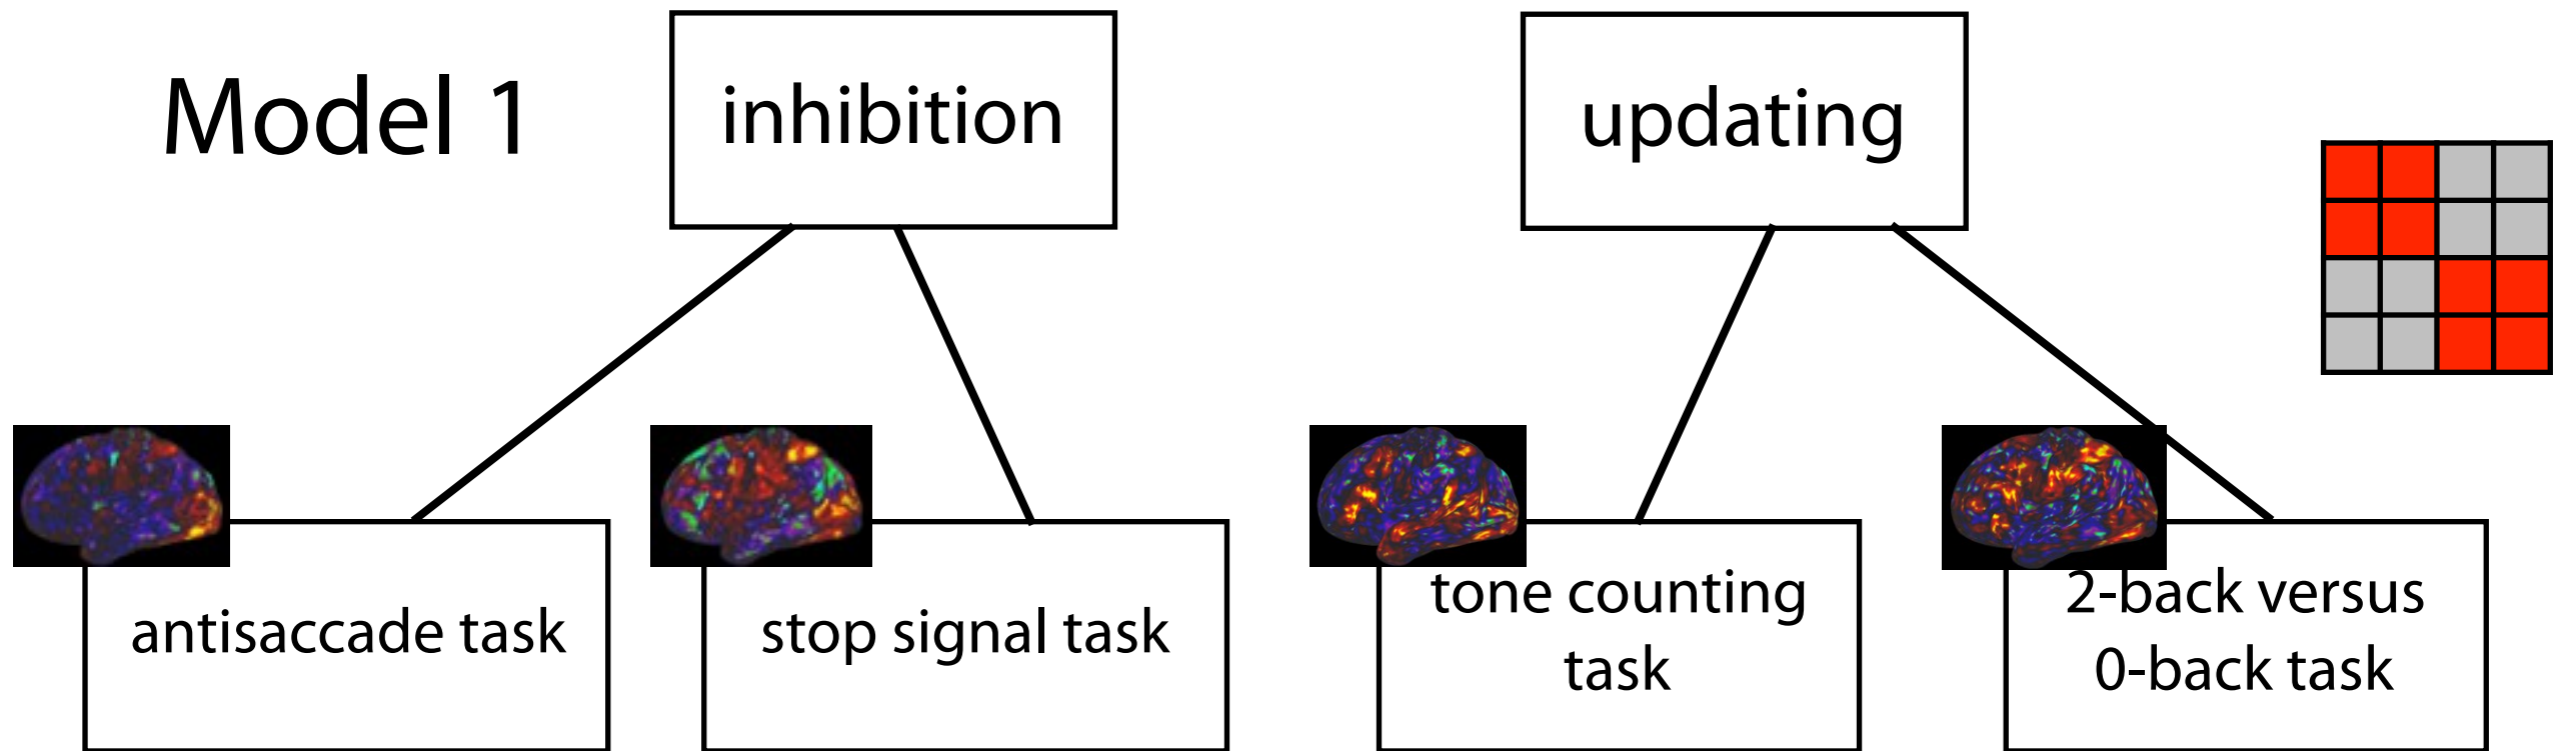 Model 1
inhibition
updating
antisaccade task
stop signal task
tone counting
task
2-back versus
0-back task